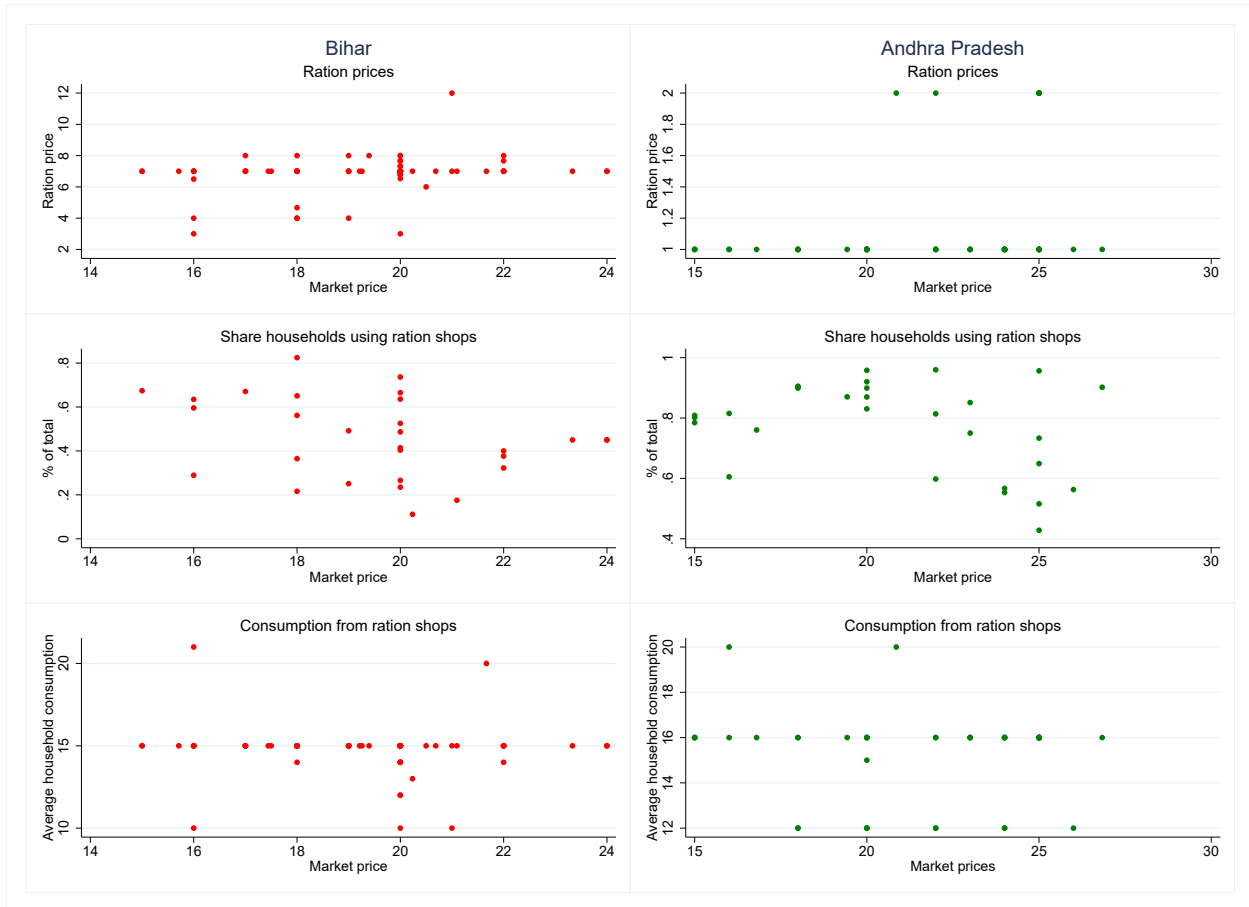 Bihar
Ration prices
Ration price
12
10
8
6
4
2
14 16 18 20 22 24
Market price
Andhra Pradesh
Ration prices
Ration price
2
1.8
1.6
1.4
1.2
1
15 20 25 30
Market price
Share households using ration shops
% of total
.8
.6
.4
.2
0
14 16 18 20 22 24
Market price
Share households using ration shops
% of total
1
.8
.6
.4
15 20 25 30
Market price
Consumption from ration shops
Average household consumption
20
15
10
14 16 18 20 22 24
Market price
Consumption from ration shops
Average household consumption
20
18
16
14
12
15 20 25 30
Market prices